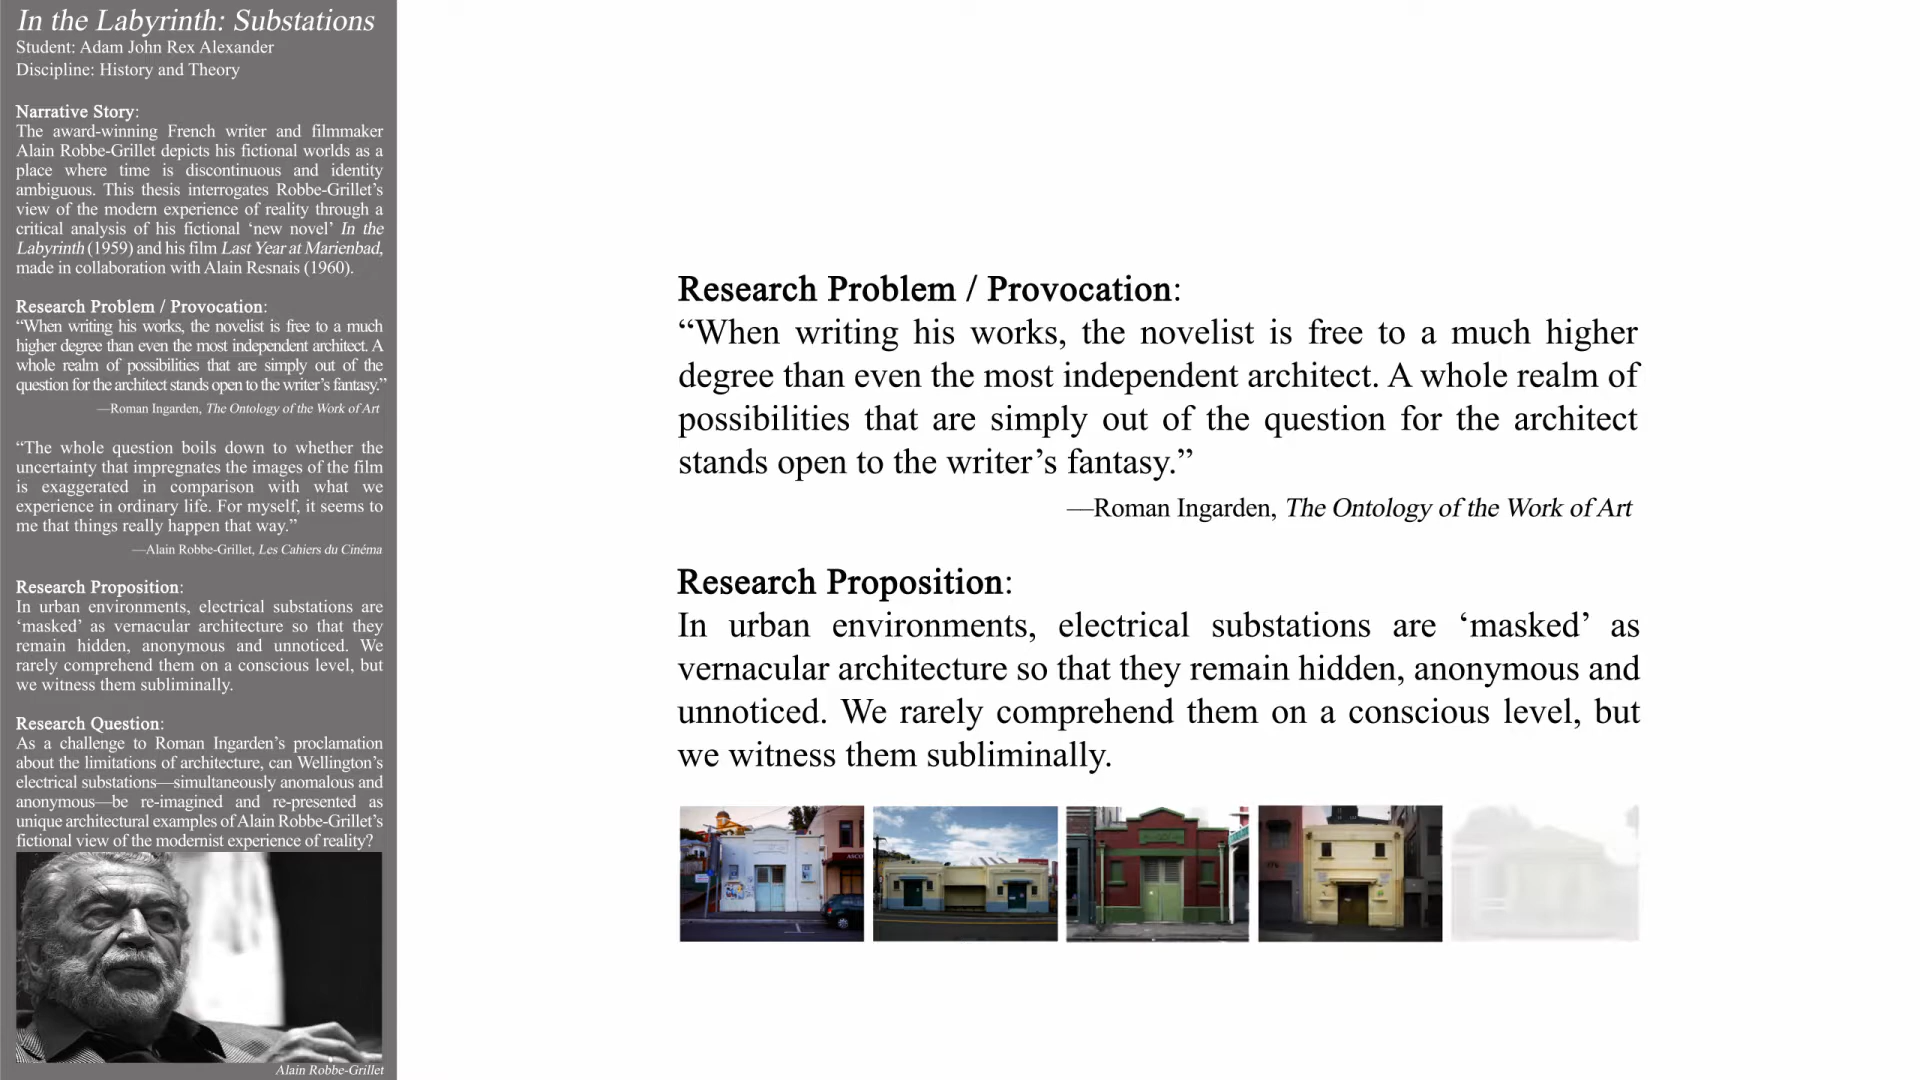 In the Labyrinth: Substations
Student: Adam John Rex Alexander
Discipline: History and Theory
Narrative Story:
The award-winning French writer and filmmaker
Alain Robbe-Grillet depicts his fictional worlds as a
place where time is discontinuous and identity
ambiguous. This thesis interrogates Robbe-Grillet’s
view of the modern experience of reality through a
critical analysis of his fictional ‘new novel’ In the
Labyrinth (1959) and his film Last Year at Marienbad,
made in collaboration with Alain Resnais (1960).
Research Problem / Provocation:
“When writing his works, the novelist is free to a much
higher degree than even the most independent architect. A
whole realm of possibilities that are simply out of the
question for the architect stands open to the writer’s fantasy.”
—Roman Ingarden, The Ontology of the Work of Art
“The whole question boils down to whether the
uncertainty that impregnates the images of the film
is exaggerated in comparison with what we
experience in ordinary life. For myself, it seems to
me that things really happen that way.”
—Alain Robbe-Grillet, Les Cahiers du Cinéma
Research Proposition:
In urban environments, electrical substations are
‘masked’ as vernacular architecture so that they
remain hidden, anonymous and unnoticed. We
rarely comprehend them on a conscious level, but
we witness them subliminally.
Research Question:
As a challenge to Roman Ingarden’s proclamation
about the limitations of architecture, can Wellington’s
electrical substations—simultaneously anomalous and
anonymous—be re-imagined and re-presented as
unique architectural examples of Alain Robbe-Grillet’s
fictional view of the modernist experience of reality?
Alain Robbe-Grillet
Research Problem / Provocation:
“When writing his works, the novelist is free to a much higher
degree than even the most independent architect. A whole realm of
possibilities that are simply out of the question for the architect
stands open to the writer’s fantasy.”
—Roman Ingarden, The Ontology of the Work of Art
Research Proposition:
In urban environments, electrical substations are ‘masked’ as
vernacular architecture so that they remain hidden, anonymous and
unnoticed. We rarely comprehend them on a conscious level, but
we witness them subliminally.